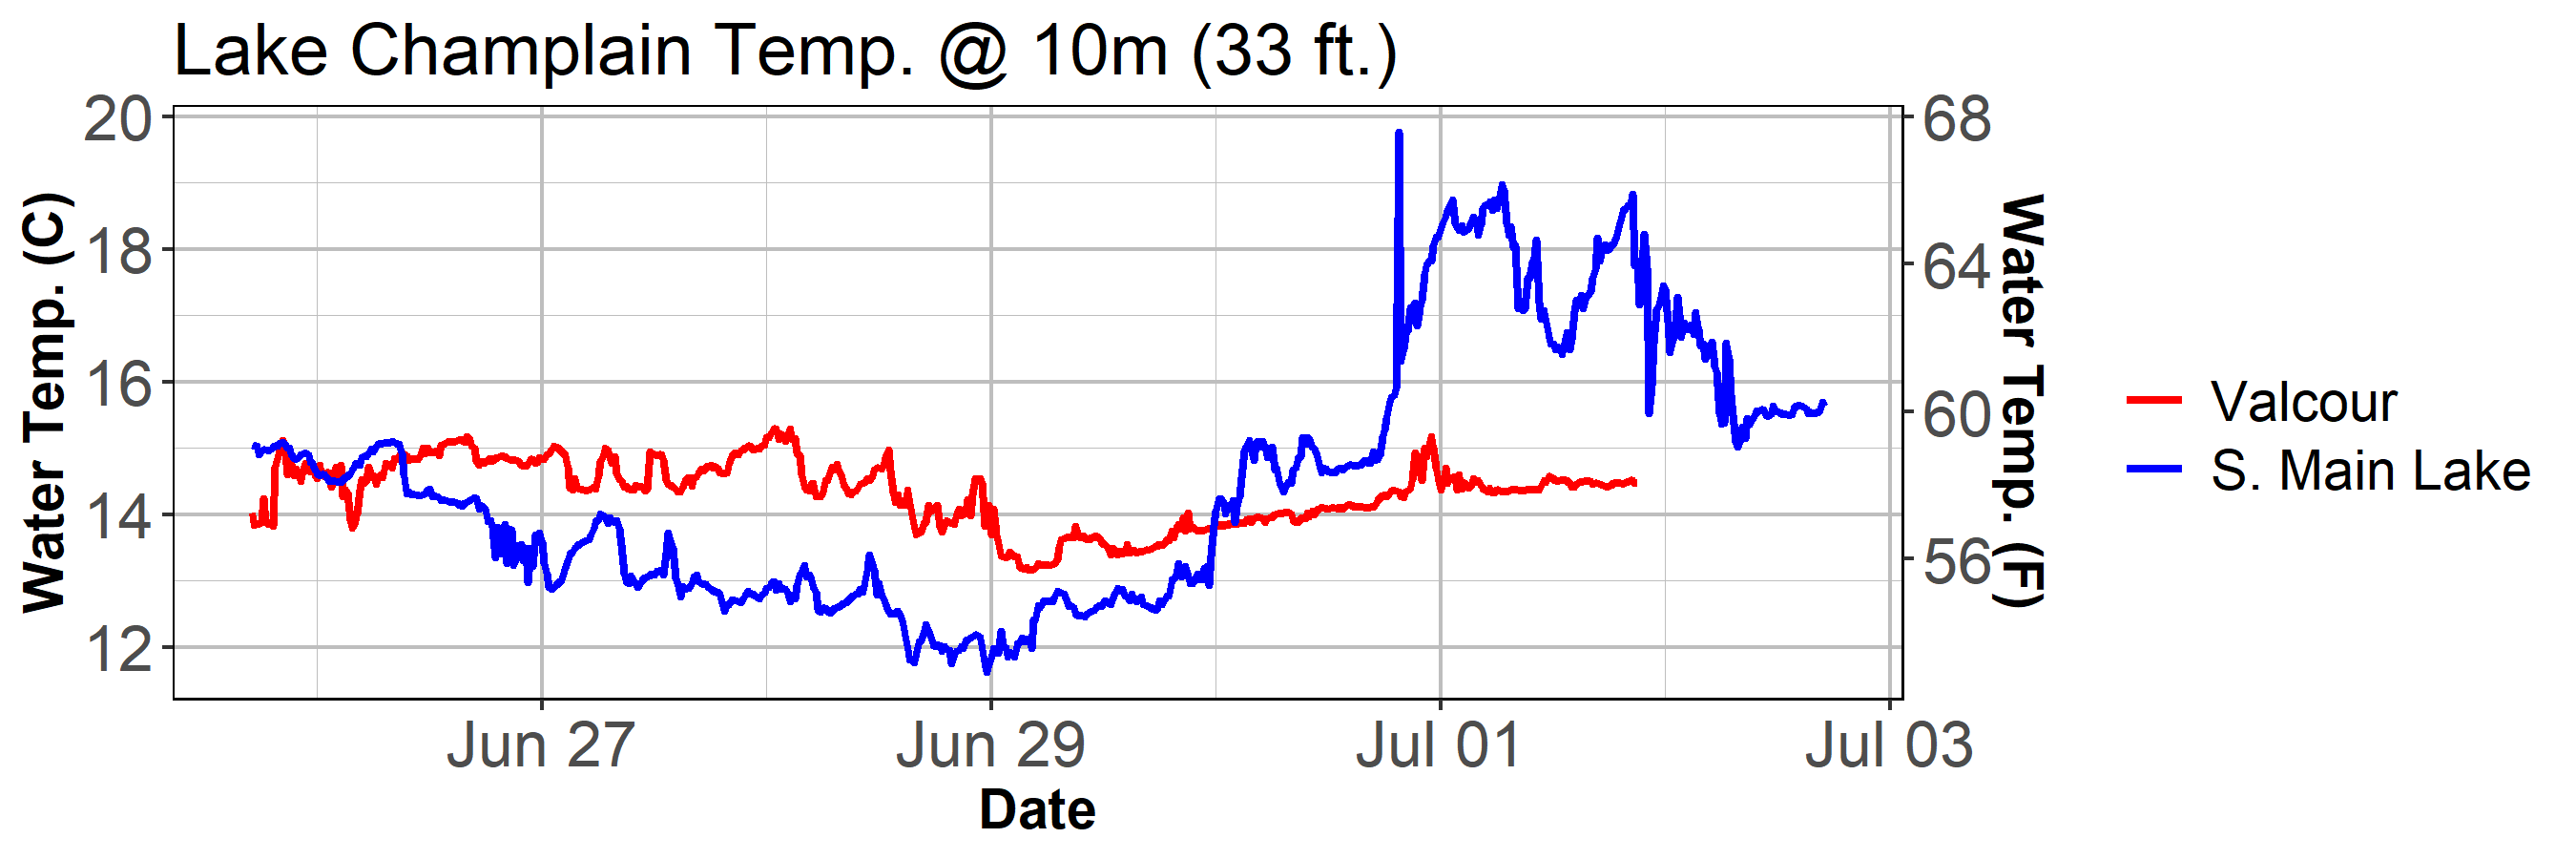 Lake Champlain Temp. @ 10m (33 ft.)
Water Temp. (C)
20
18
16
14
12
68
64
60
56
Water Temp. (F)
Jun 27
Jun 29
Jul 01
Jul 03
Date
Valcour
S. Main Lake